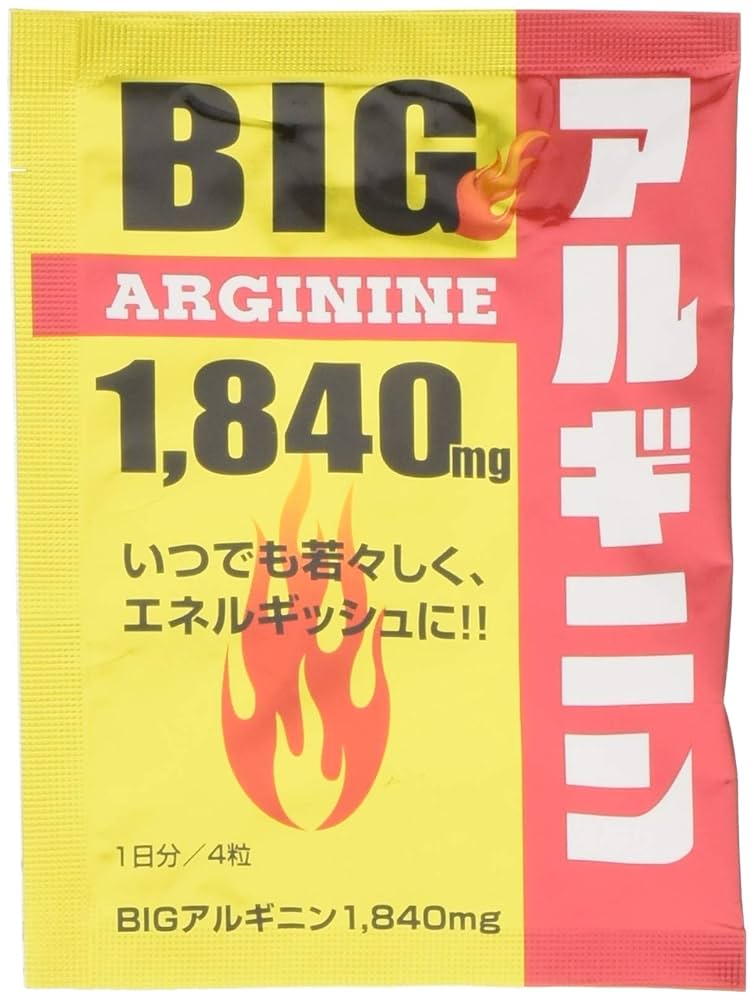 BIG
ARGININE
1,840mg
いつでも若々しく、
エネルギッシュに!!
1日分／4粒
BIGアルギニン1,840mg
アルギニン